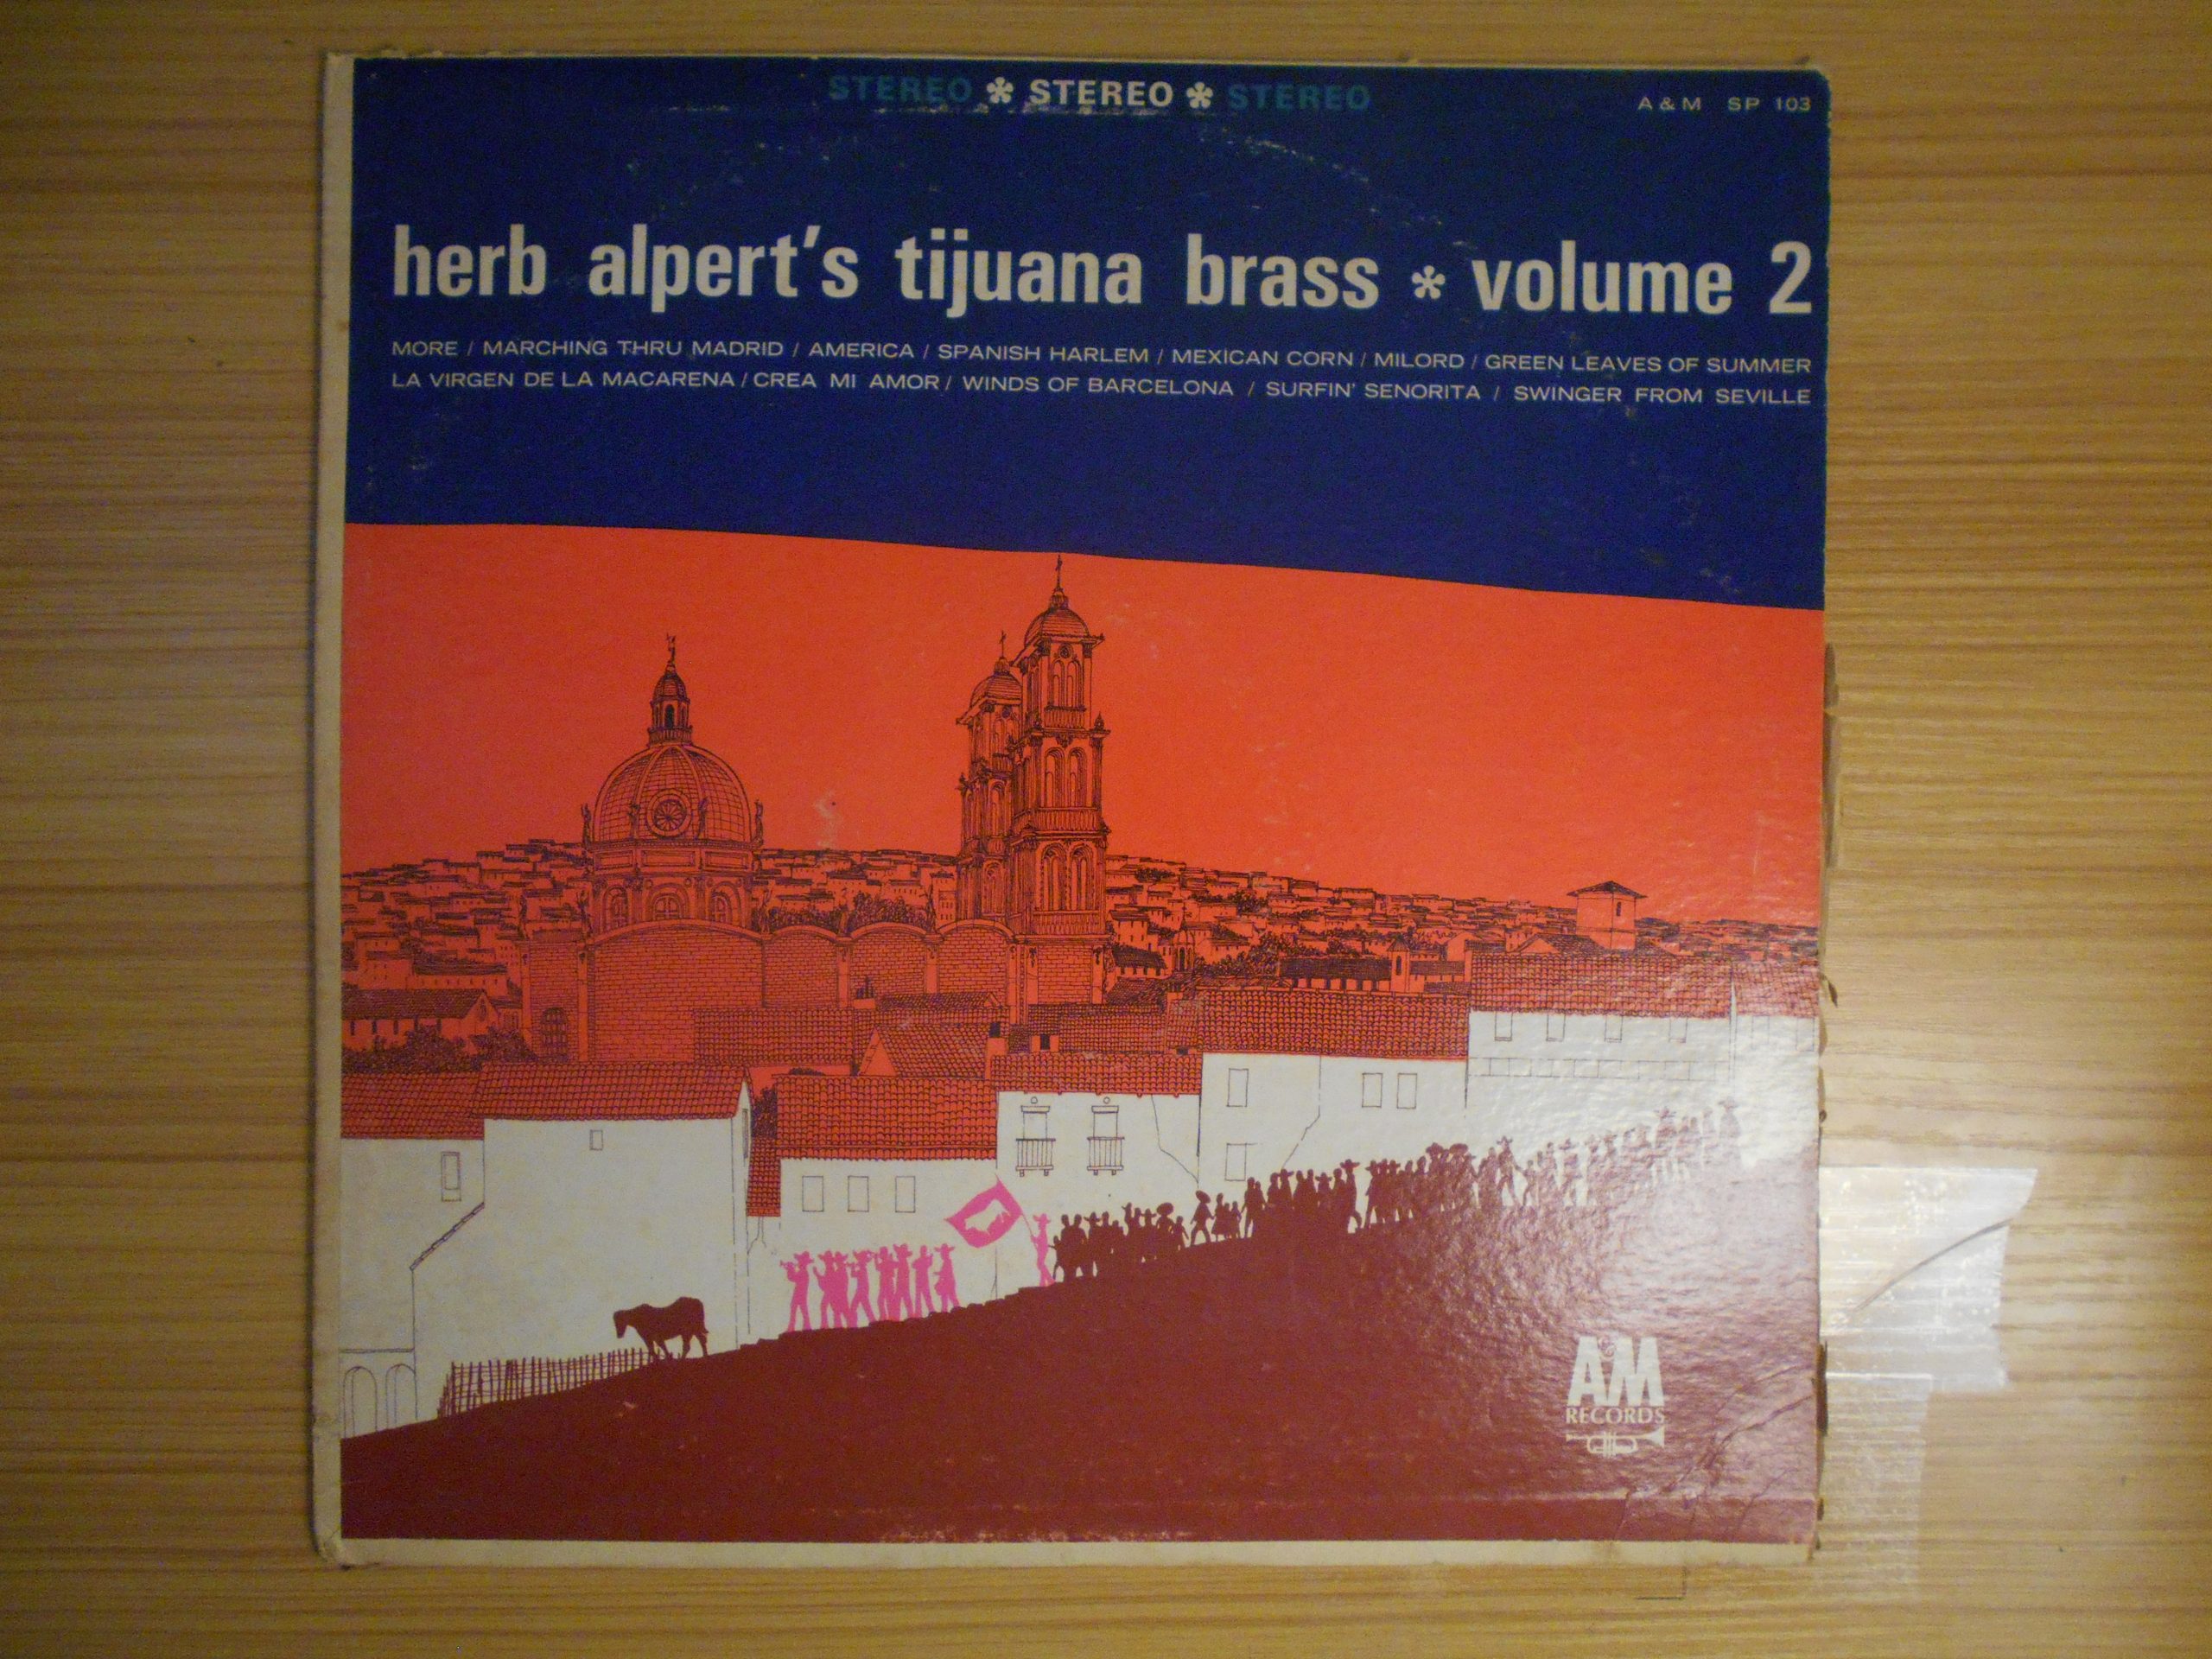 STEREO * STEREO * STEREO
A & M SP 103
herb alpert's tijuana brass * volume 2
MORE / MARCHING THRU MADRID / AMERICA / SPANISH HARLEM / MEXICAN CORN / MILORD / GREEN LEAVES OF SUMMER
LA VIRGEN DE LA MACARENA / CREA MI AMOR / WINDS OF BARCELONA / SURFIN' SENORITA / SWINGER FROM SEVILLE
A&M
RECORDS